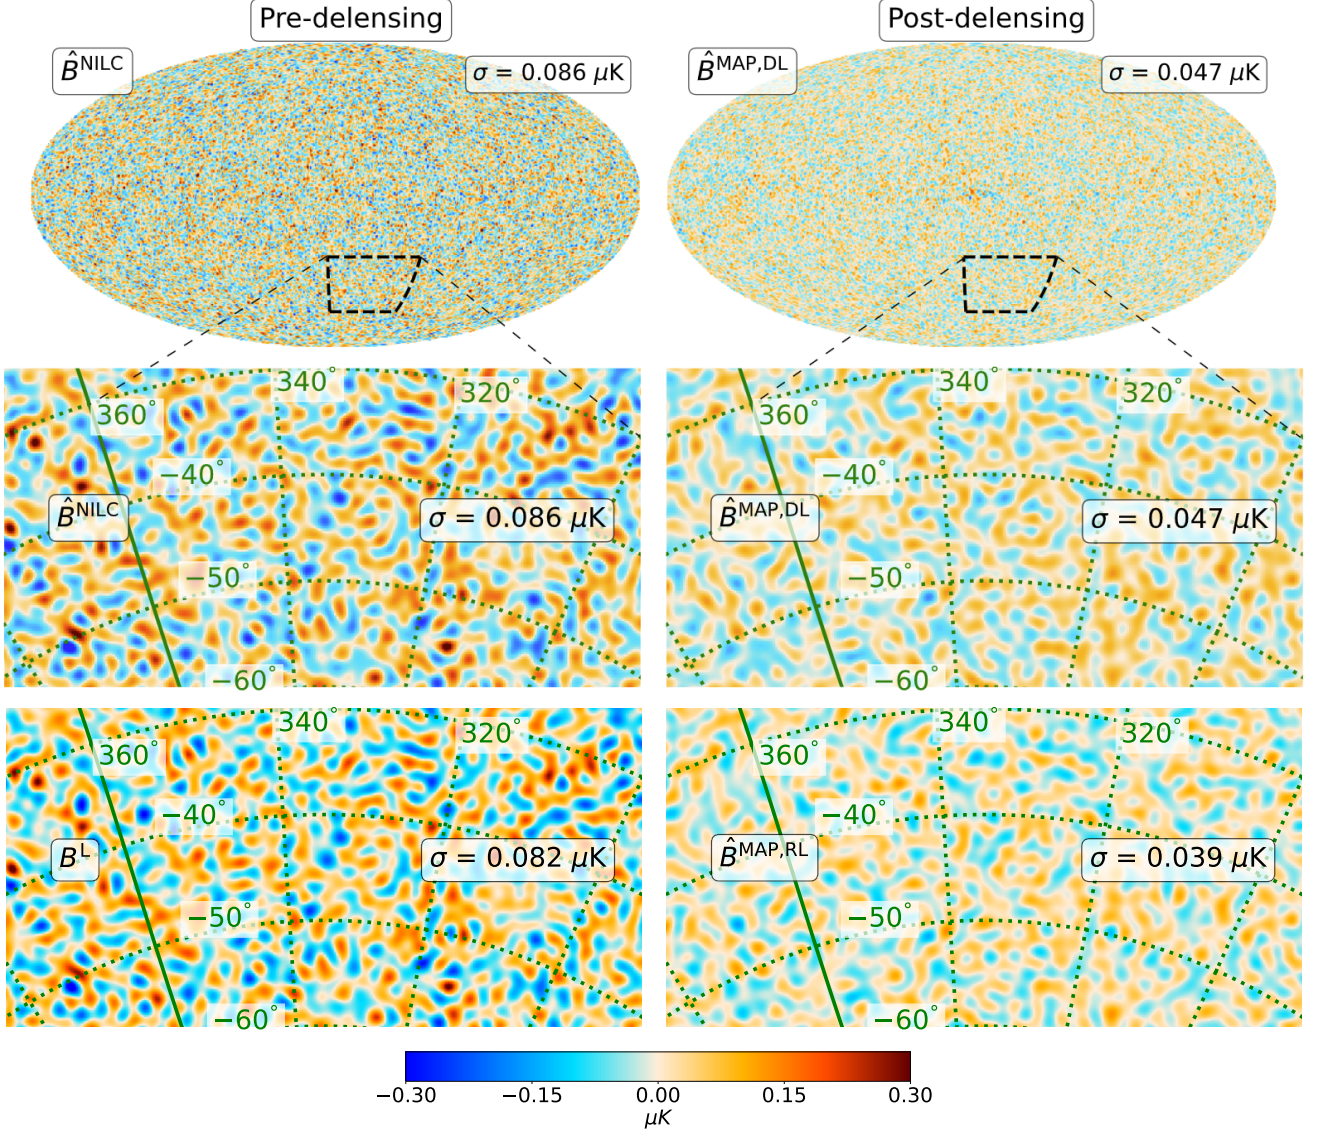 Pre-delensing
Post-delensing
B̂^NILC
σ = 0.086 μK
B̂^MAP,DL
σ = 0.047 μK
360°
340°
320°
−40°
B̂^NILC
σ = 0.086 μK
−50°
−60°
360°
340°
320°
−40°
B̂^MAP,DL
σ = 0.047 μK
−50°
−60°
360°
340°
320°
−40°
B^L
σ = 0.082 μK
−50°
−60°
360°
340°
320°
−40°
B̂^MAP,RL
σ = 0.039 μK
−50°
−60°
−0.30 −0.15 0.00 0.15 0.30
μK